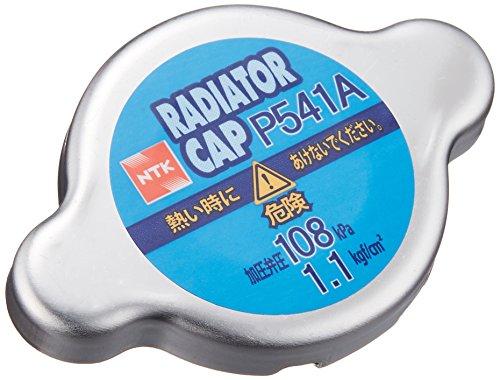 RADIATOR
CAP P541A
NTK
熱い時に あけないでください。
危険
加圧弁圧 108 kPa
1.1 kgf/cm²